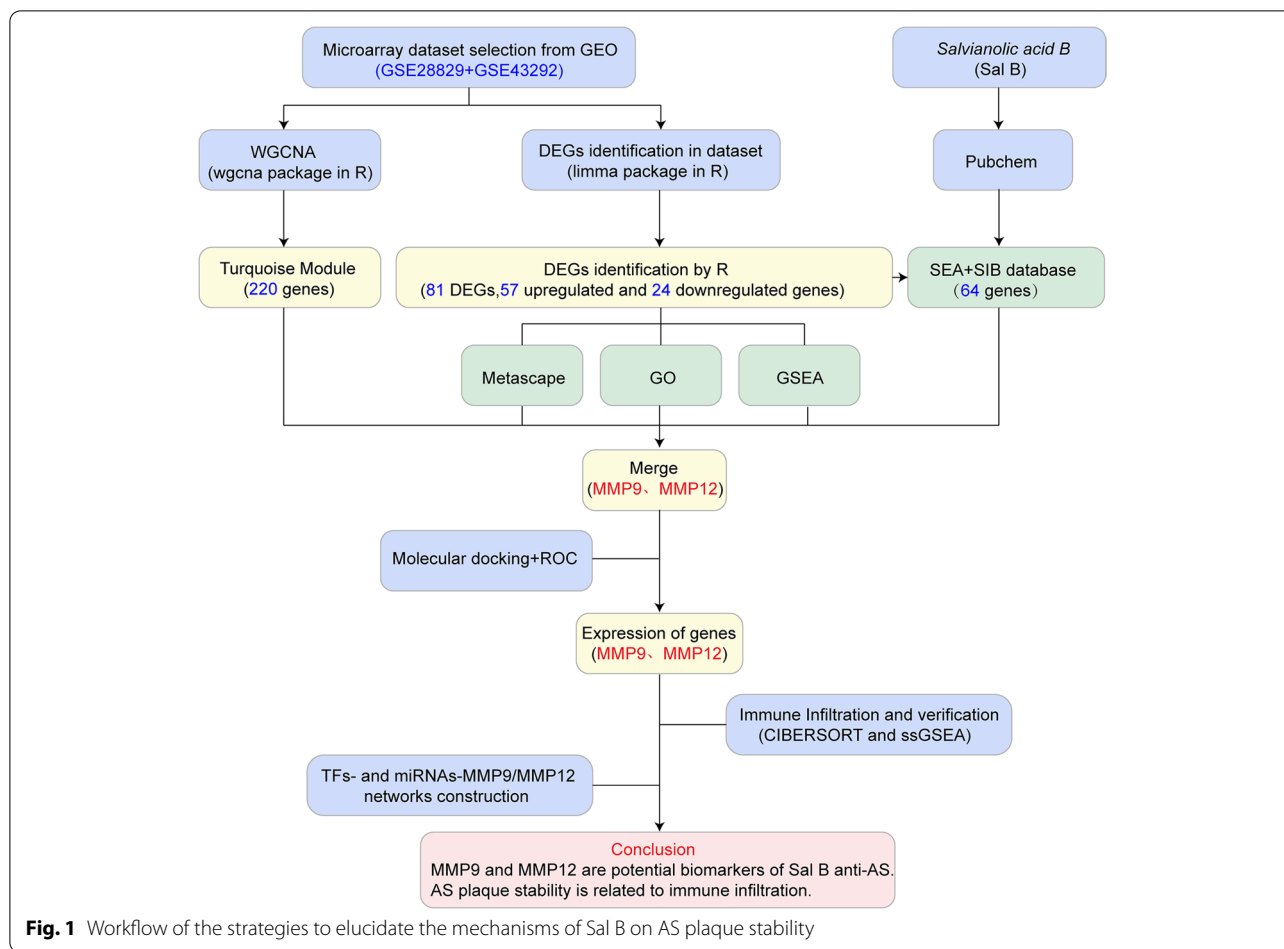 Microarray dataset selection from GEO
(GSE28829+GSE43292)
Salvianolic acid B
(Sal B)
WGCNA
(wgcna package in R)
DEGs identification in dataset
(limma package in R)
Pubchem
Turquoise Module
(220 genes)
DEGs identification by R
(81 DEGs,57 upregulated and 24 downregulated genes)
SEA+SIB database
(64 genes)
Metascape
GO
GSEA
Merge
(MMP9、MMP12)
Molecular docking+ROC
Expression of genes
(MMP9、MMP12)
Immune Infiltration and verification
(CIBERSORT and ssGSEA)
TFs- and miRNAs-MMP9/MMP12
networks construction
Conclusion
MMP9 and MMP12 are potential biomarkers of Sal B anti-AS.
AS plaque stability is related to immune infiltration.
Fig. 1 Workflow of the strategies to elucidate the mechanisms of Sal B on AS plaque stability